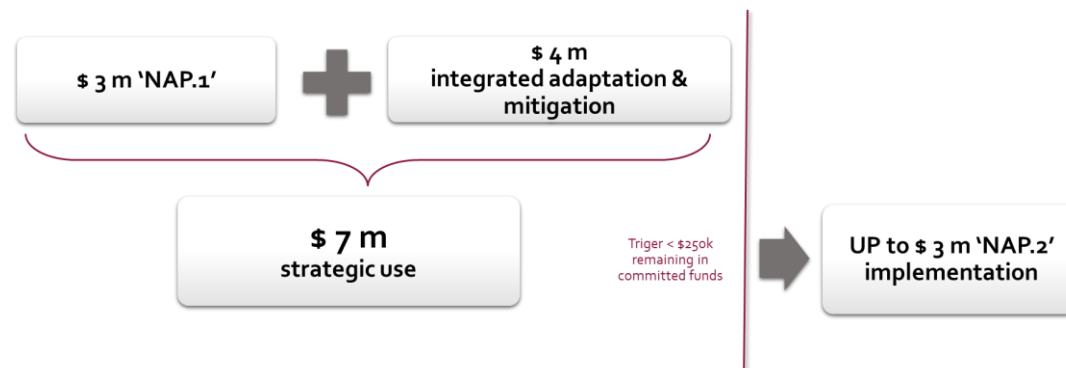 $ 3 m ‘NAP.1’
$ 4 m
integrated adaptation &
mitigation
$ 7 m
strategic use
Triger < $250k
remaining in
committed funds
UP to $ 3 m ‘NAP.2’
implementation